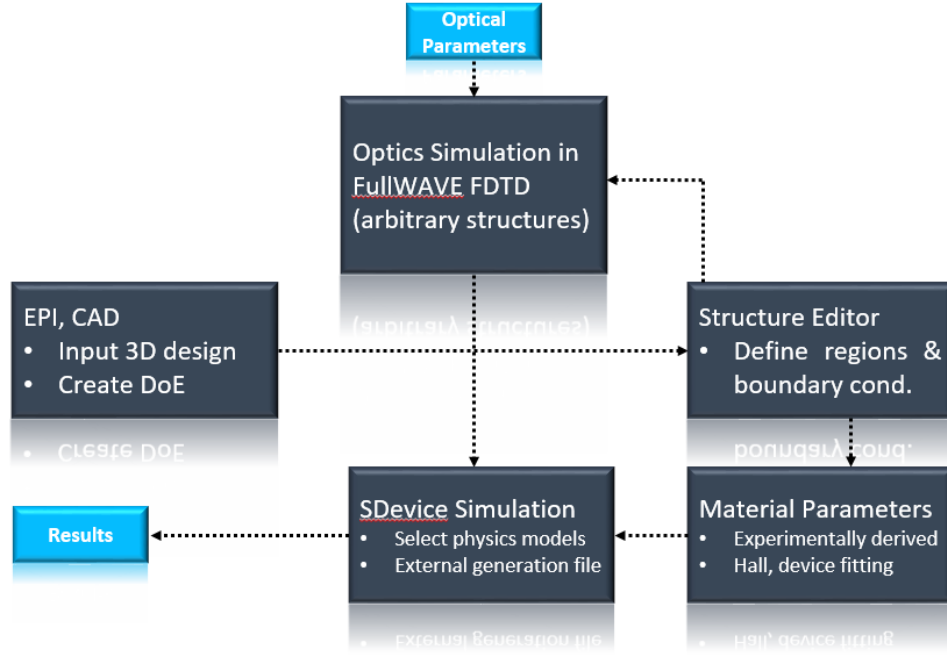 Optical
Parameters
Optics Simulation in
FullWAVE FDTD
(arbitrary structures)
EPI, CAD
• Input 3D design
• Create DoE
Structure Editor
• Define regions &
boundary cond.
SDevice Simulation
• Select physics models
• External generation file
Material Parameters
• Experimentally derived
• Hall, device fitting
Results